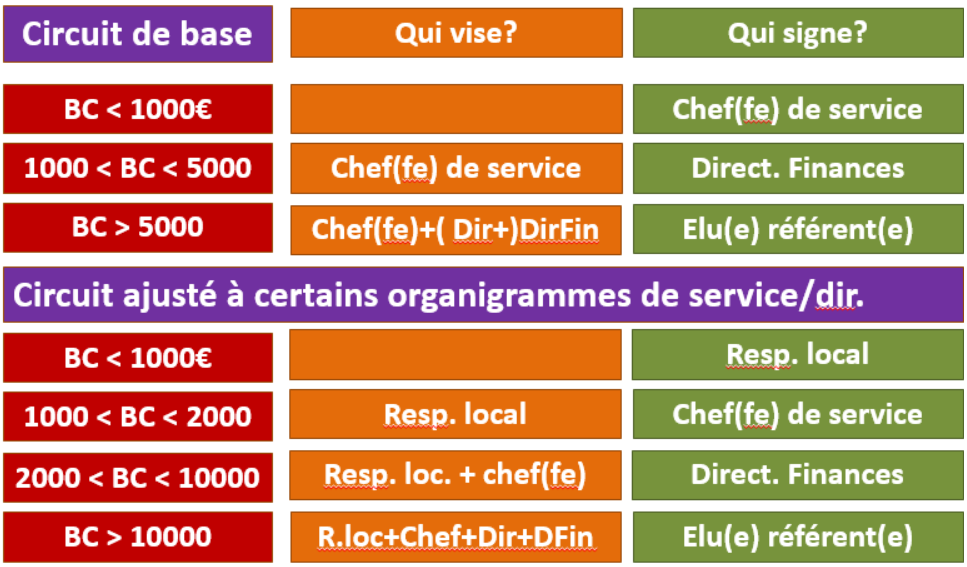 Circuit de base Qui vise? Qui signe?
BC < 1000€ Chef(fe) de service
1000 < BC < 5000 Chef(fe) de service Direct. Finances
BC > 5000 Chef(fe)+( Dir+)DirFin Elu(e) référent(e)
Circuit ajusté à certains organigrammes de service/dir.
BC < 1000€ Resp. local
1000 < BC < 2000 Resp. local Chef(fe) de service
2000 < BC < 10000 Resp. loc. + chef(fe) Direct. Finances
BC > 10000 R.loc+Chef+Dir+DFin Elu(e) référent(e)